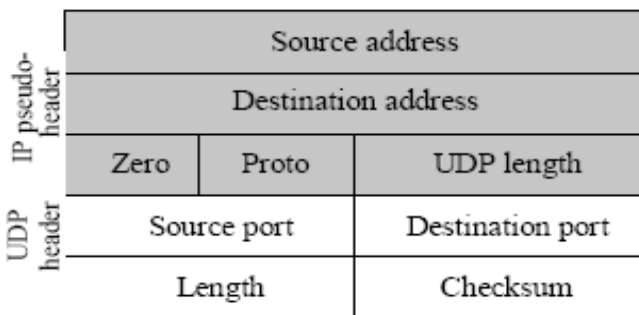 IP pseudo-
header
Source address
Destination address
Zero Proto UDP length
UDP
header
Source port Destination port
Length Checksum